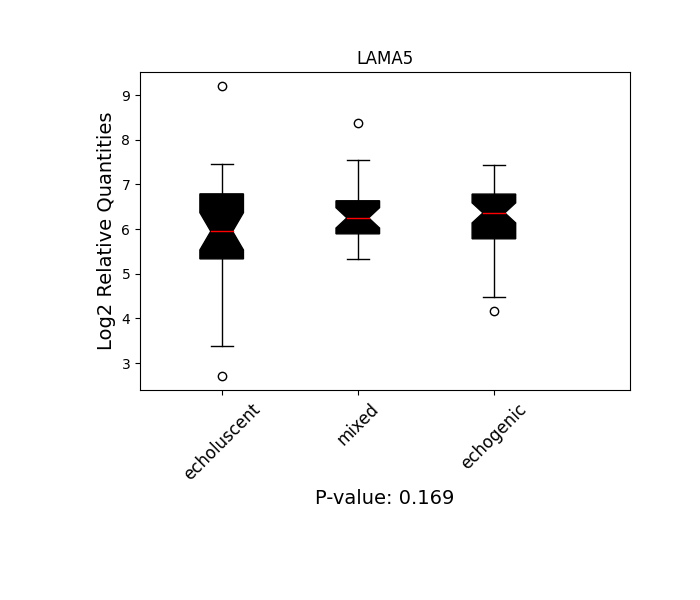 LAMA5
Log2 Relative Quantities
9
8
7
6
5
4
3
echoluscent
mixed
echogenic
P-value: 0.169